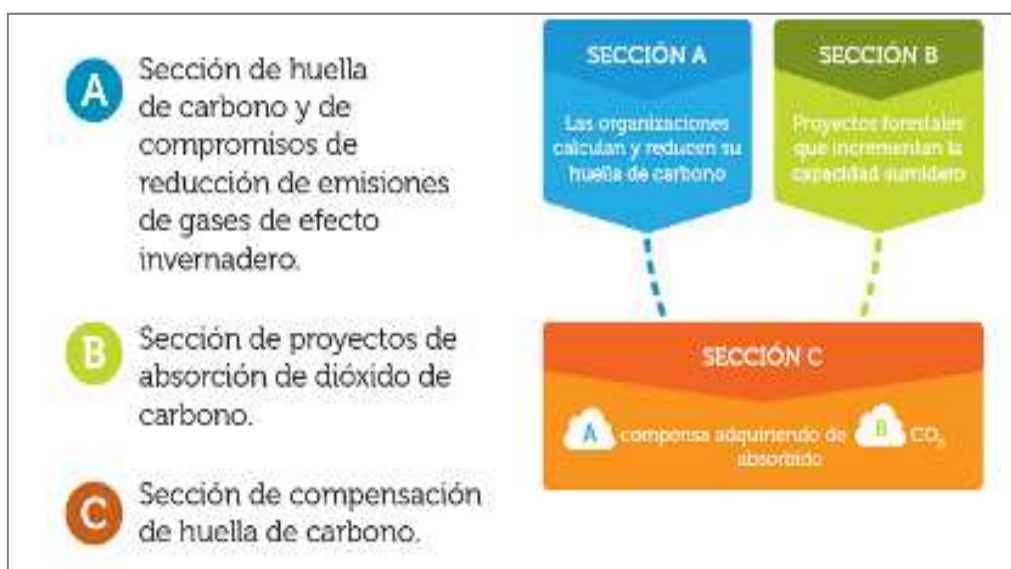 A
Sección de huella
de carbono y de
compromisos de
reducción de emisiones
de gases de efecto
invernadero.
B
Sección de proyectos de
absorción de dióxido de
carbono.
C
Sección de compensación
de huella de carbono.
SECCIÓN A
Las organizaciones
calculan y reducen su
huella de carbono
SECCIÓN B
Proyectos forestales
que incrementan la
capacidad sumidero
SECCIÓN C
A compensa adquiriendo de B CO₂
absorbido